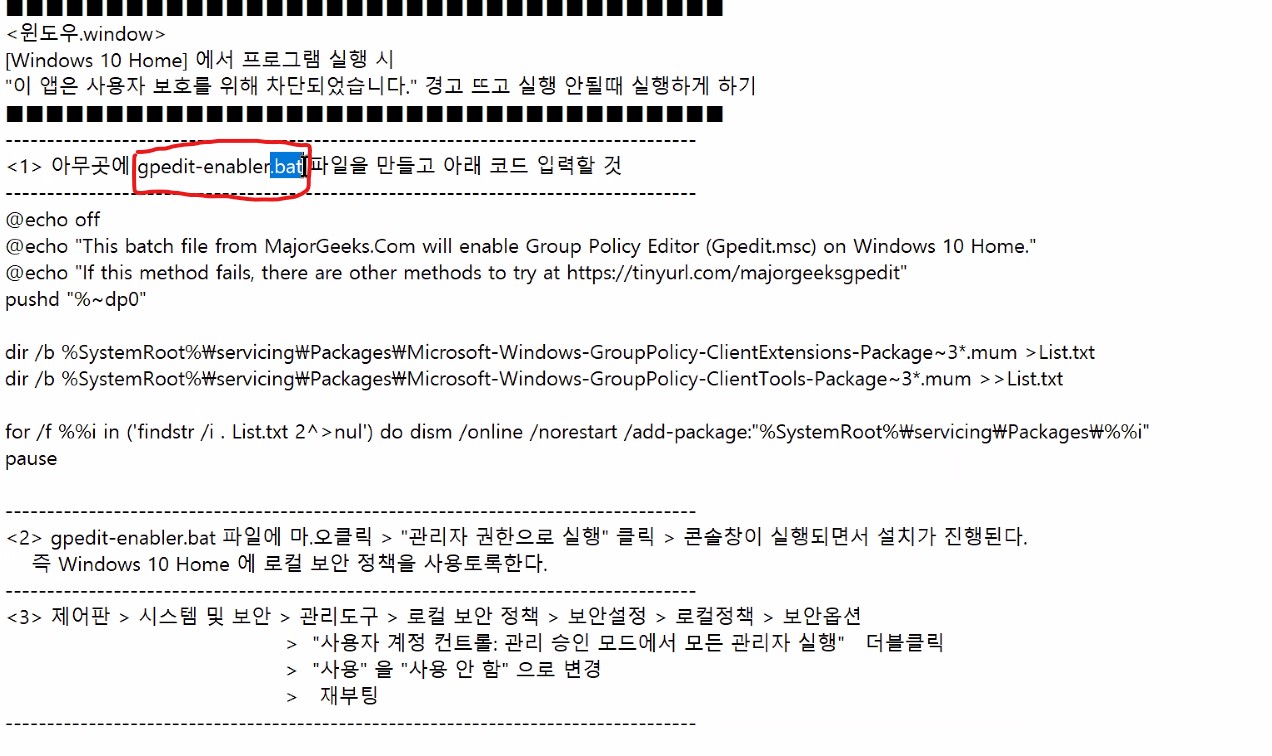 ■■■■■■■■■■■■■■■■■■■■■■■■■■■■■■■■■■■■
<윈도우.window>
[Windows 10 Home] 에서 프로그램 실행 시
"이 앱은 사용자 보호를 위해 차단되었습니다." 경고 뜨고 실행 안될때 실행하게 하기
■■■■■■■■■■■■■■■■■■■■■■■■■■■■■■■■■■■■
------------------------------------------------------------------------------------
<1> 아무곳에 gpedit-enabler.bat 파일을 만들고 아래 코드 입력할 것
------------------------------------------------------------------------------------
@echo off
@echo "This batch file from MajorGeeks.Com will enable Group Policy Editor (Gpedit.msc) on Windows 10 Home."
@echo "If this method fails, there are other methods to try at https://tinyurl.com/majorgeeksgpedit"
pushd "%~dp0"
dir /b %SystemRoot%₩servicing₩Packages₩Microsoft-Windows-GroupPolicy-ClientExtensions-Package~3*.mum >List.txt
dir /b %SystemRoot%₩servicing₩Packages₩Microsoft-Windows-GroupPolicy-ClientTools-Package~3*.mum >>List.txt
for /f %%i in ('findstr /i . List.txt 2^>nul') do dism /online /norestart /add-package:"%SystemRoot%₩servicing₩Packages₩%%i"
pause
------------------------------------------------------------------------------------
<2> gpedit-enabler.bat 파일에 마.오클릭 > "관리자 권한으로 실행" 클릭 > 콘솔창이 실행되면서 설치가 진행된다.
즉 Windows 10 Home 에 로컬 보안 정책을 사용토록한다.
------------------------------------------------------------------------------------
<3> 제어판 > 시스템 및 보안 > 관리도구 > 로컬 보안 정책 > 보안설정 > 로컬정책 > 보안옵션
> "사용자 계정 컨트롤: 관리 승인 모드에서 모든 관리자 실행" 더블클릭
> "사용" 을 "사용 안 함" 으로 변경
> 재부팅
------------------------------------------------------------------------------------